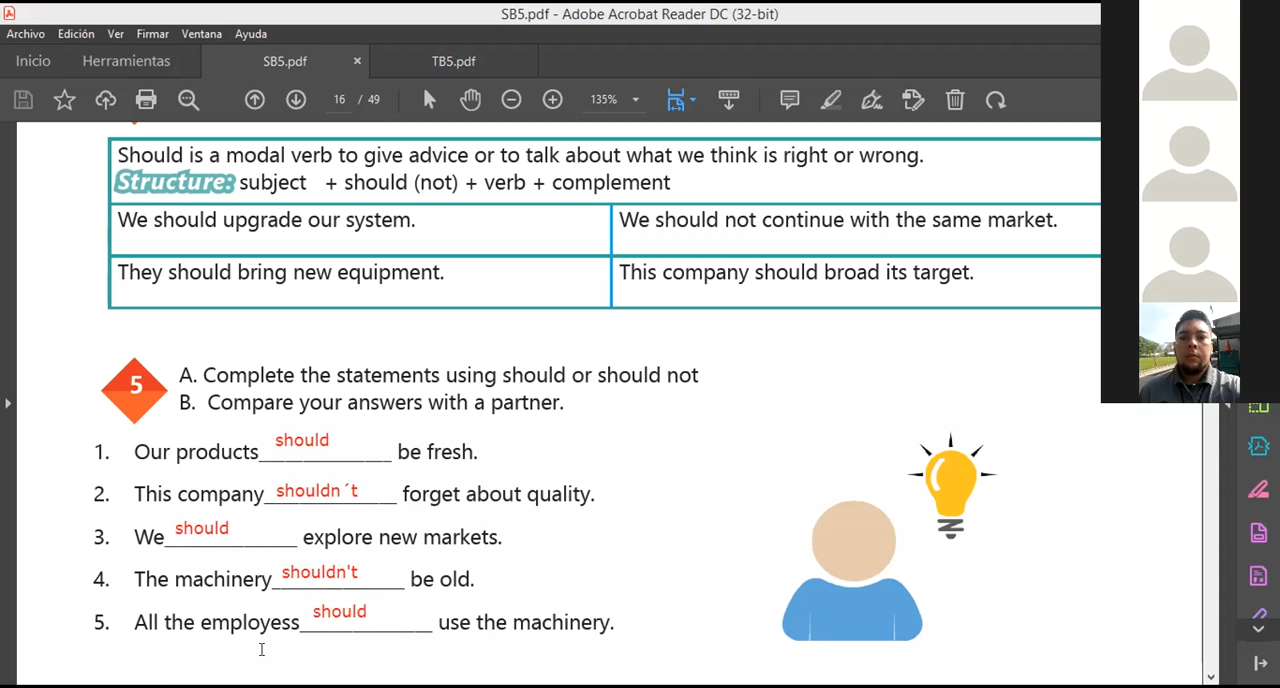 SB5.pdf - Adobe Acrobat Reader DC (32-bit)
Archivo Edición Ver Firmar Ventana Ayuda
Inicio Herramientas SB5.pdf × TB5.pdf
16 / 49 135%
Should is a modal verb to give advice or to talk about what we think is right or wrong.
Structure: subject + should (not) + verb + complement
We should upgrade our system. We should not continue with the same market.
They should bring new equipment. This company should broad its target.
5 A. Complete the statements using should or should not
B. Compare your answers with a partner.
1. Our products should be fresh.
2. This company shouldn´t forget about quality.
3. We should explore new markets.
4. The machinery shouldn't be old.
5. All the employess should use the machinery.